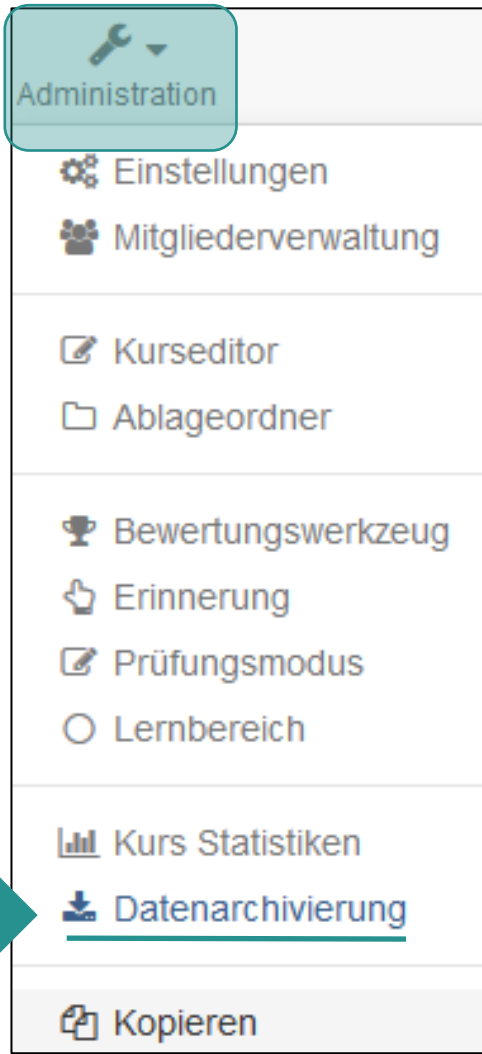 Administration
Einstellungen
Mitgliederverwaltung
Kurseditor
Ablageordner
Bewertungswerkzeug
Erinnerung
Prüfungsmodus
Lernbereich
Kurs Statistiken
Datenarchivierung
Kopieren